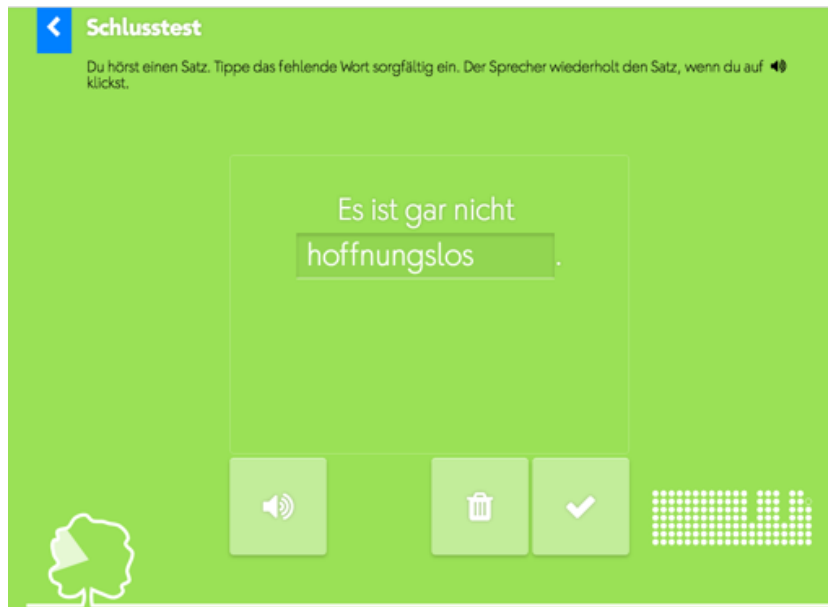 Schlusstest
Du hörst einen Satz. Tippe das fehlende Wort sorgfältig ein. Der Sprecher wiederholt den Satz, wenn du auf
klickst.
Es ist gar nicht
hoffnungslos .